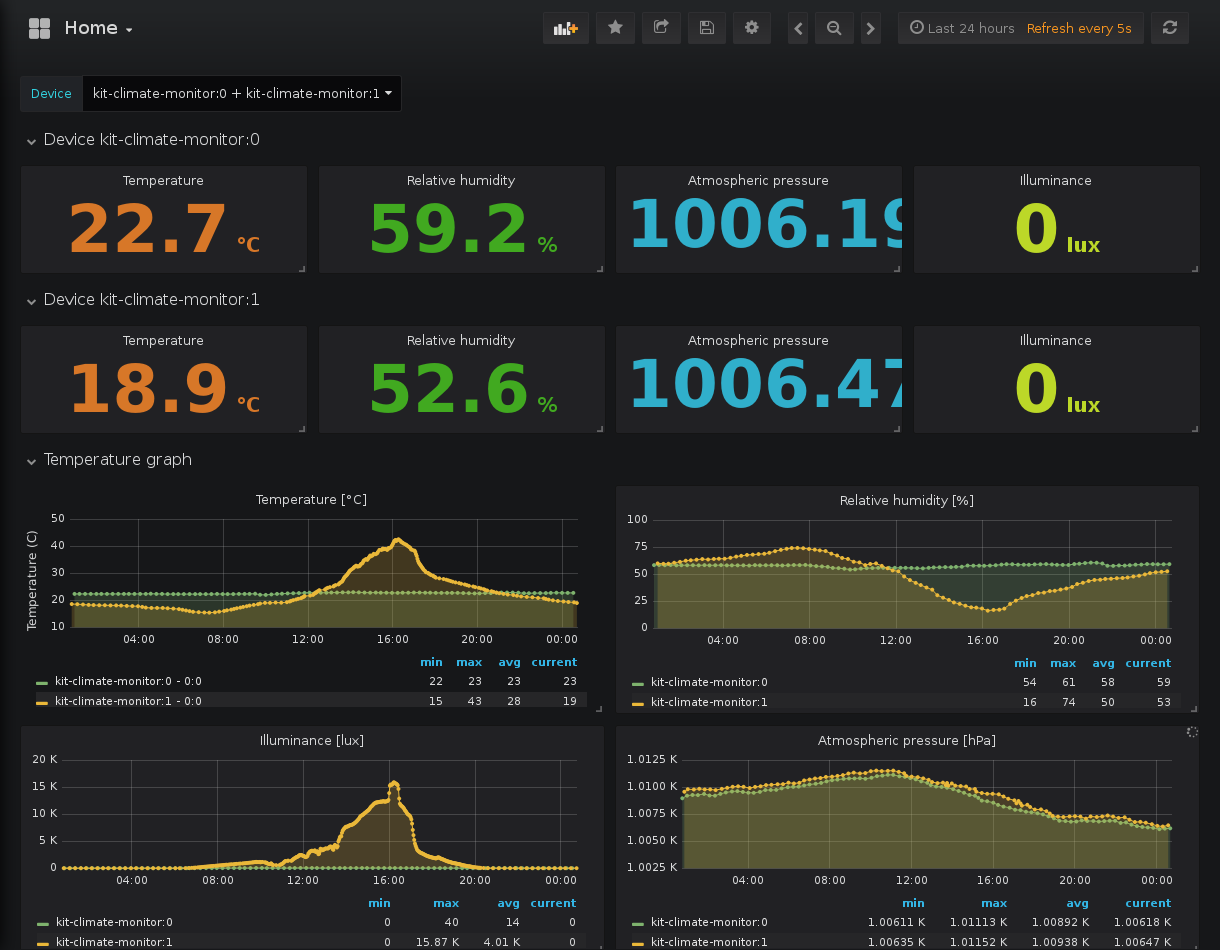 Home
Last 24 hours Refresh every 5s
Device kit-climate-monitor:0 + kit-climate-monitor:1
Device kit-climate-monitor:0
Temperature Relative humidity Atmospheric pressure Illuminance
22.7 °C 59.2 % 1006.19 0 lux
Device kit-climate-monitor:1
Temperature Relative humidity Atmospheric pressure Illuminance
18.9 °C 52.6 % 1006.47 0 lux
Temperature graph
Temperature [°C]
Temperature (C)
50
40
30
20
10
04:00 08:00 12:00 16:00 20:00 00:00
min max avg current
kit-climate-monitor:0 - 0:0 22 23 23 23
kit-climate-monitor:1 - 0:0 15 43 28 19
Relative humidity [%]
100
75
50
25
0
04:00 08:00 12:00 16:00 20:00 00:00
min max avg current
kit-climate-monitor:0 54 61 58 59
kit-climate-monitor:1 16 74 50 53
Illuminance [lux]
20 K
15 K
10 K
5 K
0
04:00 08:00 12:00 16:00 20:00 00:00
min max avg current
kit-climate-monitor:0 0 40 14 0
kit-climate-monitor:1 0 15.87 K 4.01 K 0
Atmospheric pressure [hPa]
1.0125 K
1.0100 K
1.0075 K
1.0050 K
1.0025 K
04:00 08:00 12:00 16:00 20:00 00:00
min max avg current
kit-climate-monitor:0 1.00611 K 1.01113 K 1.00892 K 1.00618 K
kit-climate-monitor:1 1.00635 K 1.01152 K 1.00938 K 1.00647 K